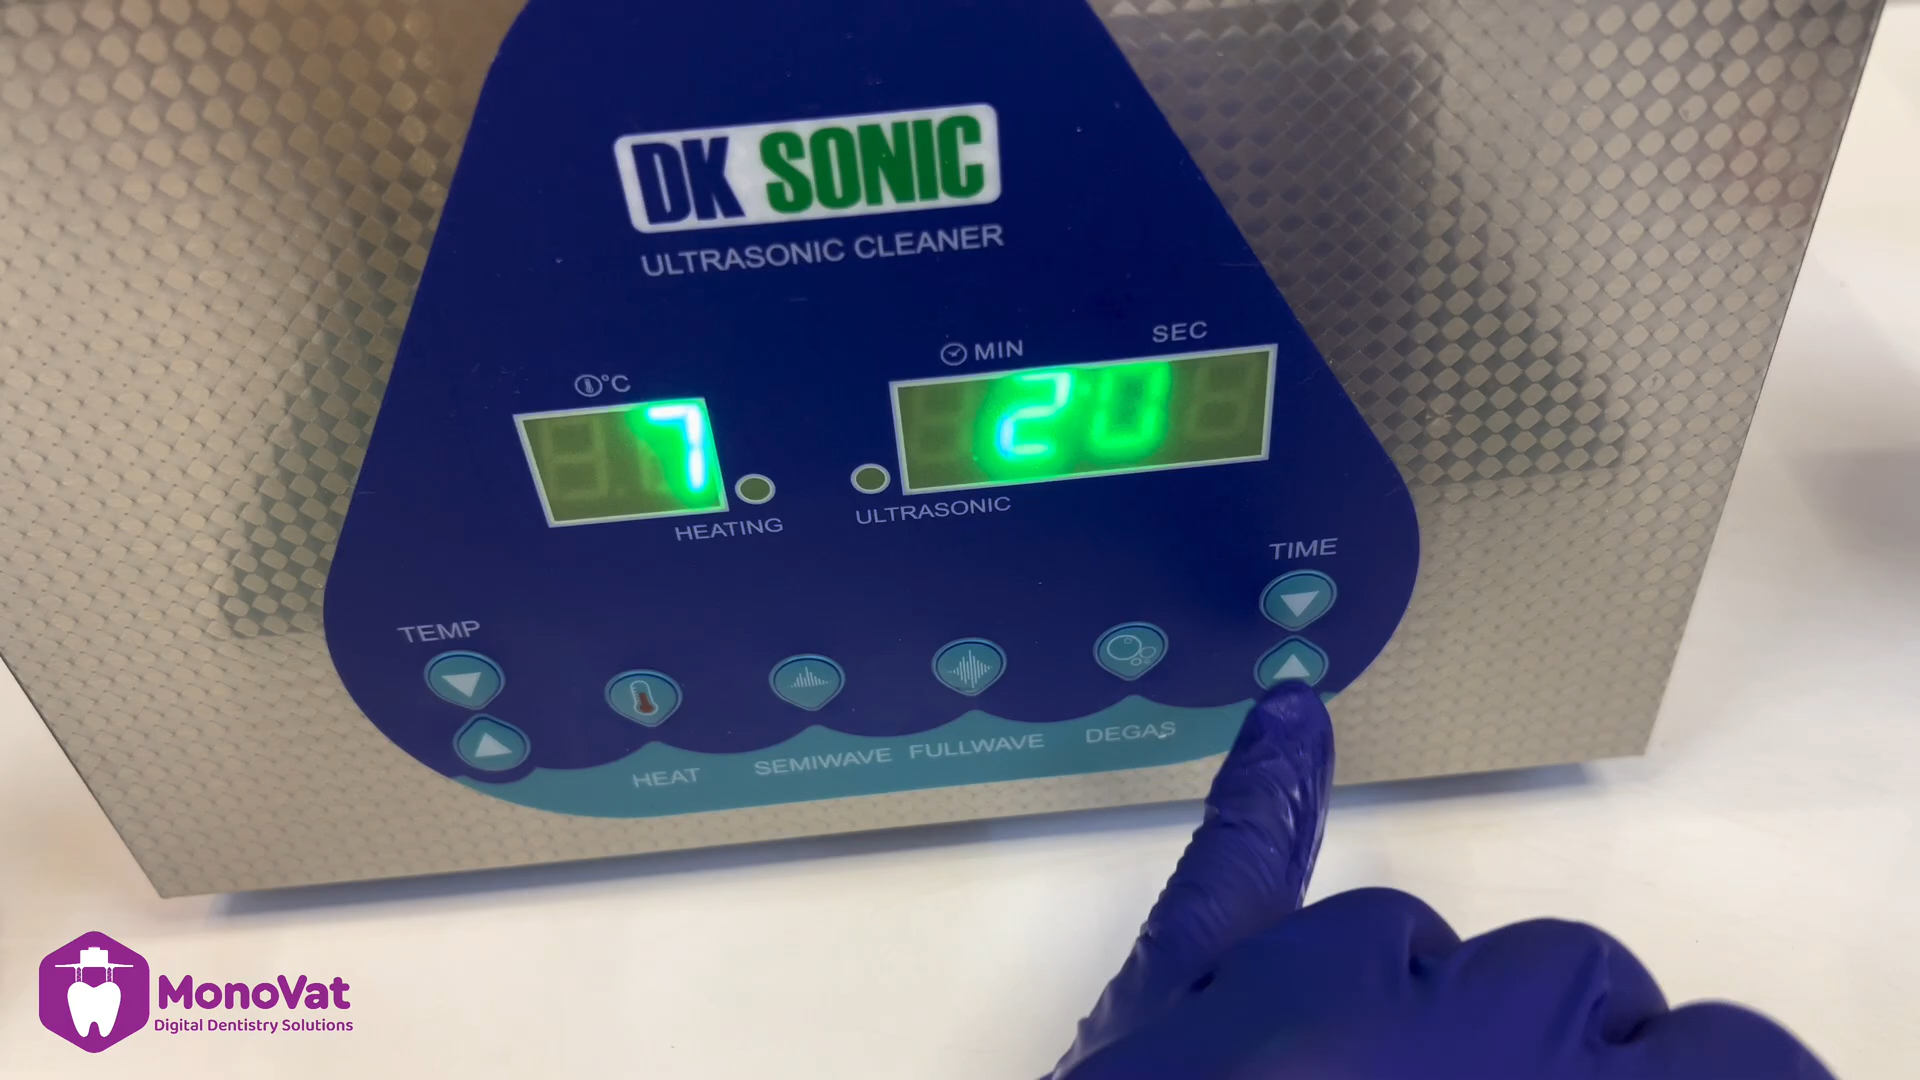 DK SONIC
ULTRASONIC CLEANER
°C
MIN
SEC
7
20
HEATING
ULTRASONIC
TIME
TEMP
HEAT
SEMIWAVE
FULLWAVE
DEGAS
MonoVat
Digital Dentistry Solutions